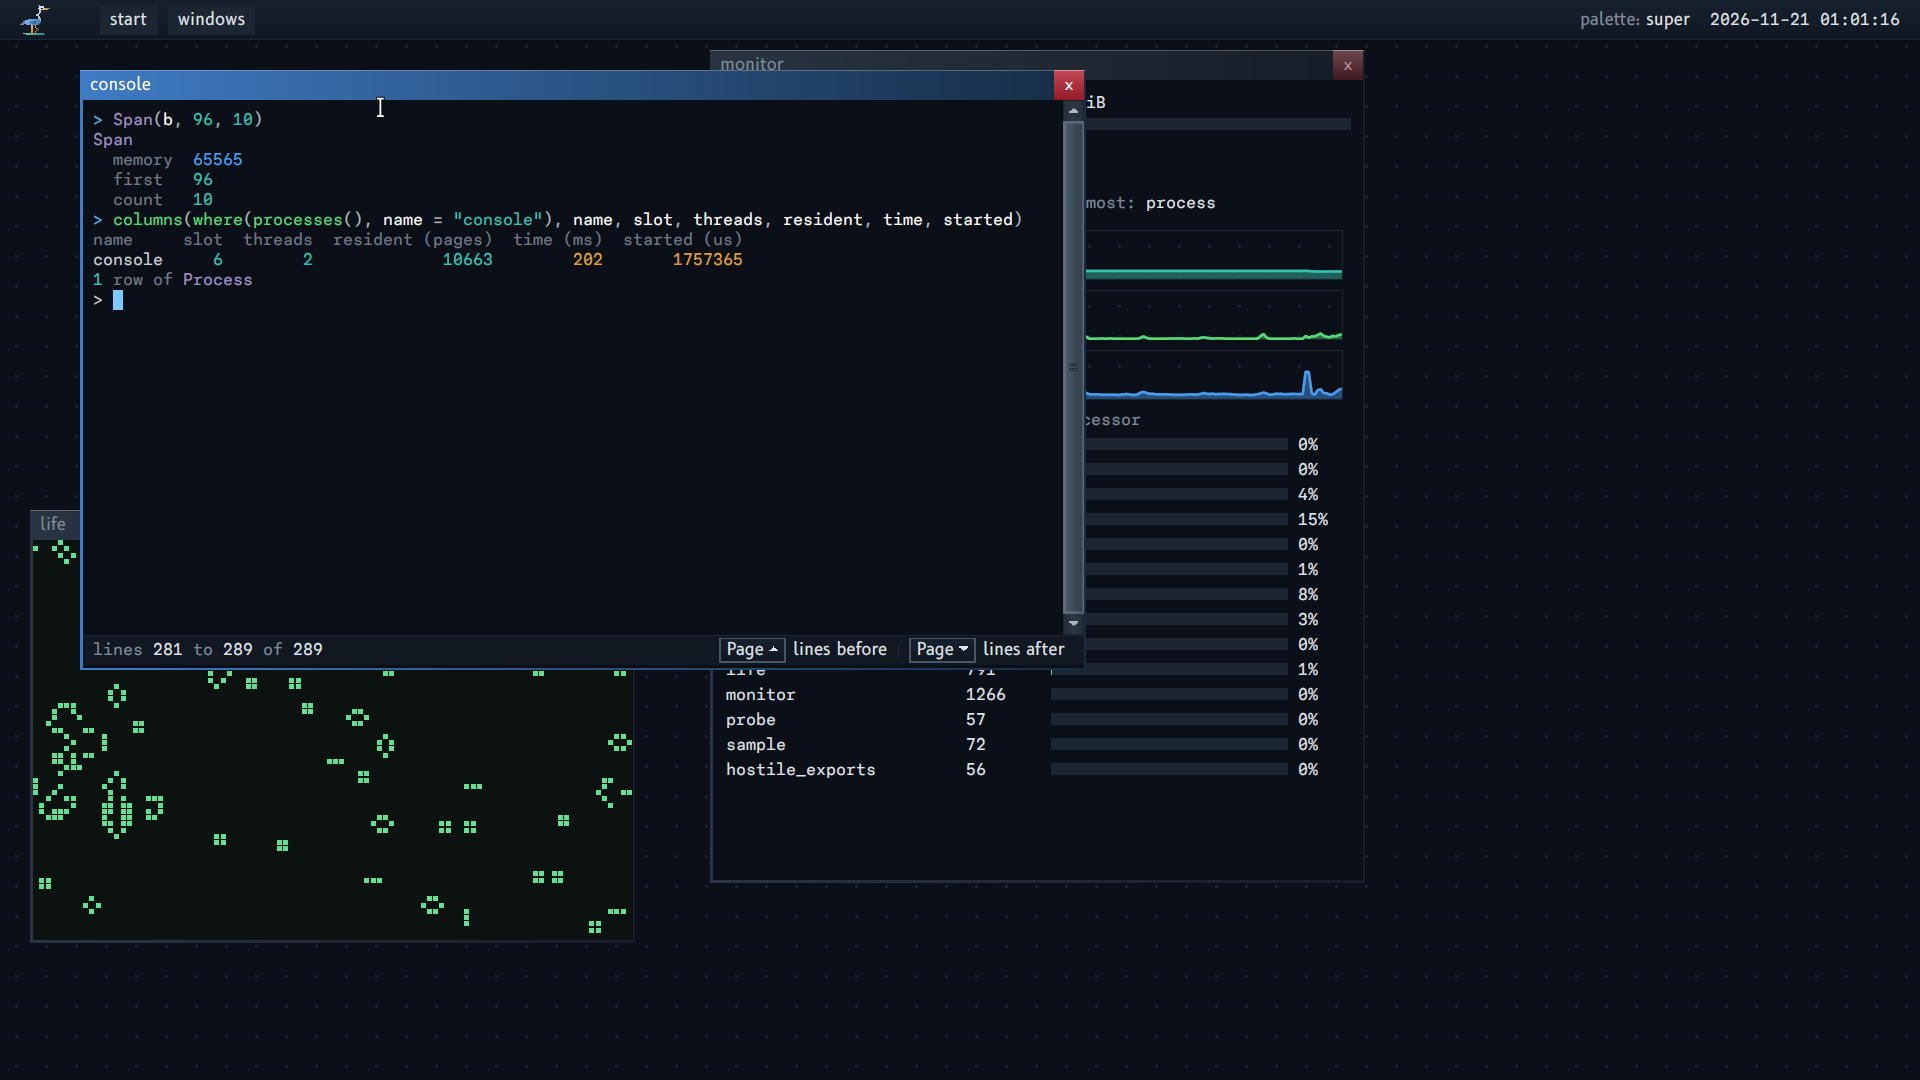 start windows palette: super 2026-11-21 01:01:16
monitor x
console x
> Span(b, 96, 10)
Span
memory 65565
first 96
count 10
> columns(where(processes(), name = "console"), name, slot, threads, resident, time, started)
name slot threads resident (pages) time (ms) started (us)
console 6 2 10663 202 1757365
1 row of Process
>
lines 281 to 289 of 289 Page lines before Page lines after
iB
most: process
cessor
0%
0%
4%
15%
0%
1%
8%
3%
0%
life 791 1%
monitor 1266 0%
probe 57 0%
sample 72 0%
hostile_exports 56 0%
life